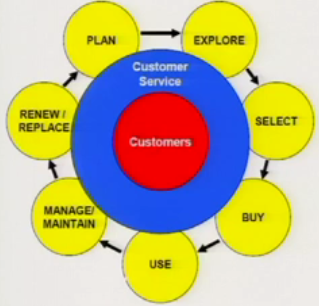 PLAN
EXPLORE
Customer
Service
RENEW /
REPLACE
SELECT
Customers
MANAGE/
MAINTAIN
BUY
USE